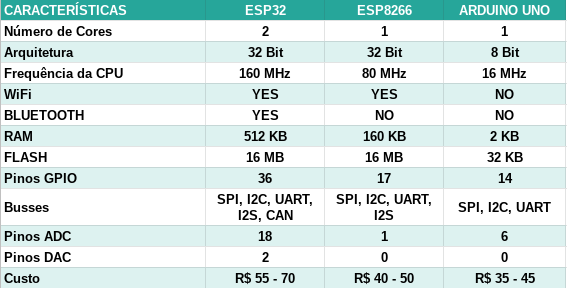 CARACTERÍSTICAS ESP32 ESP8266 ARDUINO UNO
Número de Cores 2 1 1
Arquitetura 32 Bit 32 Bit 8 Bit
Frequência da CPU 160 MHz 80 MHz 16 MHz
WiFi YES YES NO
BLUETOOTH YES NO NO
RAM 512 KB 160 KB 2 KB
FLASH 16 MB 16 MB 32 KB
Pinos GPIO 36 17 14
Busses SPI, I2C, UART, I2S, CAN SPI, I2C, UART, I2S SPI, I2C, UART
Pinos ADC 18 1 6
Pinos DAC 2 0 0
Custo R$ 55 - 70 R$ 40 - 50 R$ 35 - 45